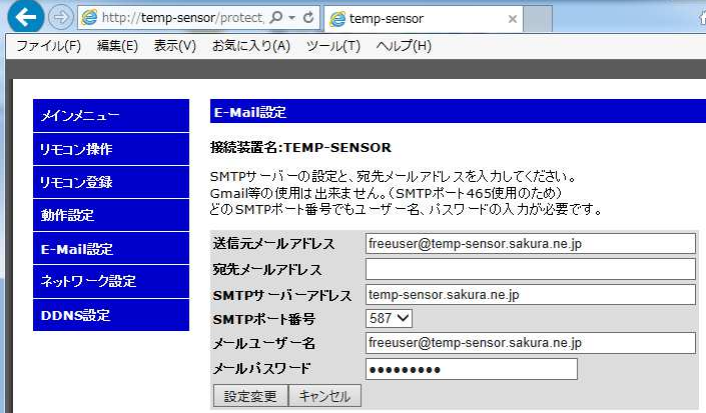 http://temp-sensor/protect,
temp-sensor
ファイル(F) 編集(E) 表示(V) お気に入り(A) ツール(T) ヘルプ(H)
メインメニュー
リモコン操作
リモコン登録
動作設定
E-Mail設定
ネットワーク設定
DDNS設定
E-Mail設定
接続装置名:TEMP-SENSOR
SMTPサーバーの設定と、宛先メールアドレスを入力してください。
Gmail等の使用は出来ません。(SMTPポート465使用のため)
どのSMTPポート番号でもユーザー名、パスワードの入力が必要です。
送信元メールアドレス freeuser@temp-sensor.sakura.ne.jp
宛先メールアドレス
SMTPサーバーアドレス temp-sensor.sakura.ne.jp
SMTPポート番号 587
メールユーザー名 freeuser@temp-sensor.sakura.ne.jp
メールパスワード ●●●●●●●●●
設定変更 キャンセル